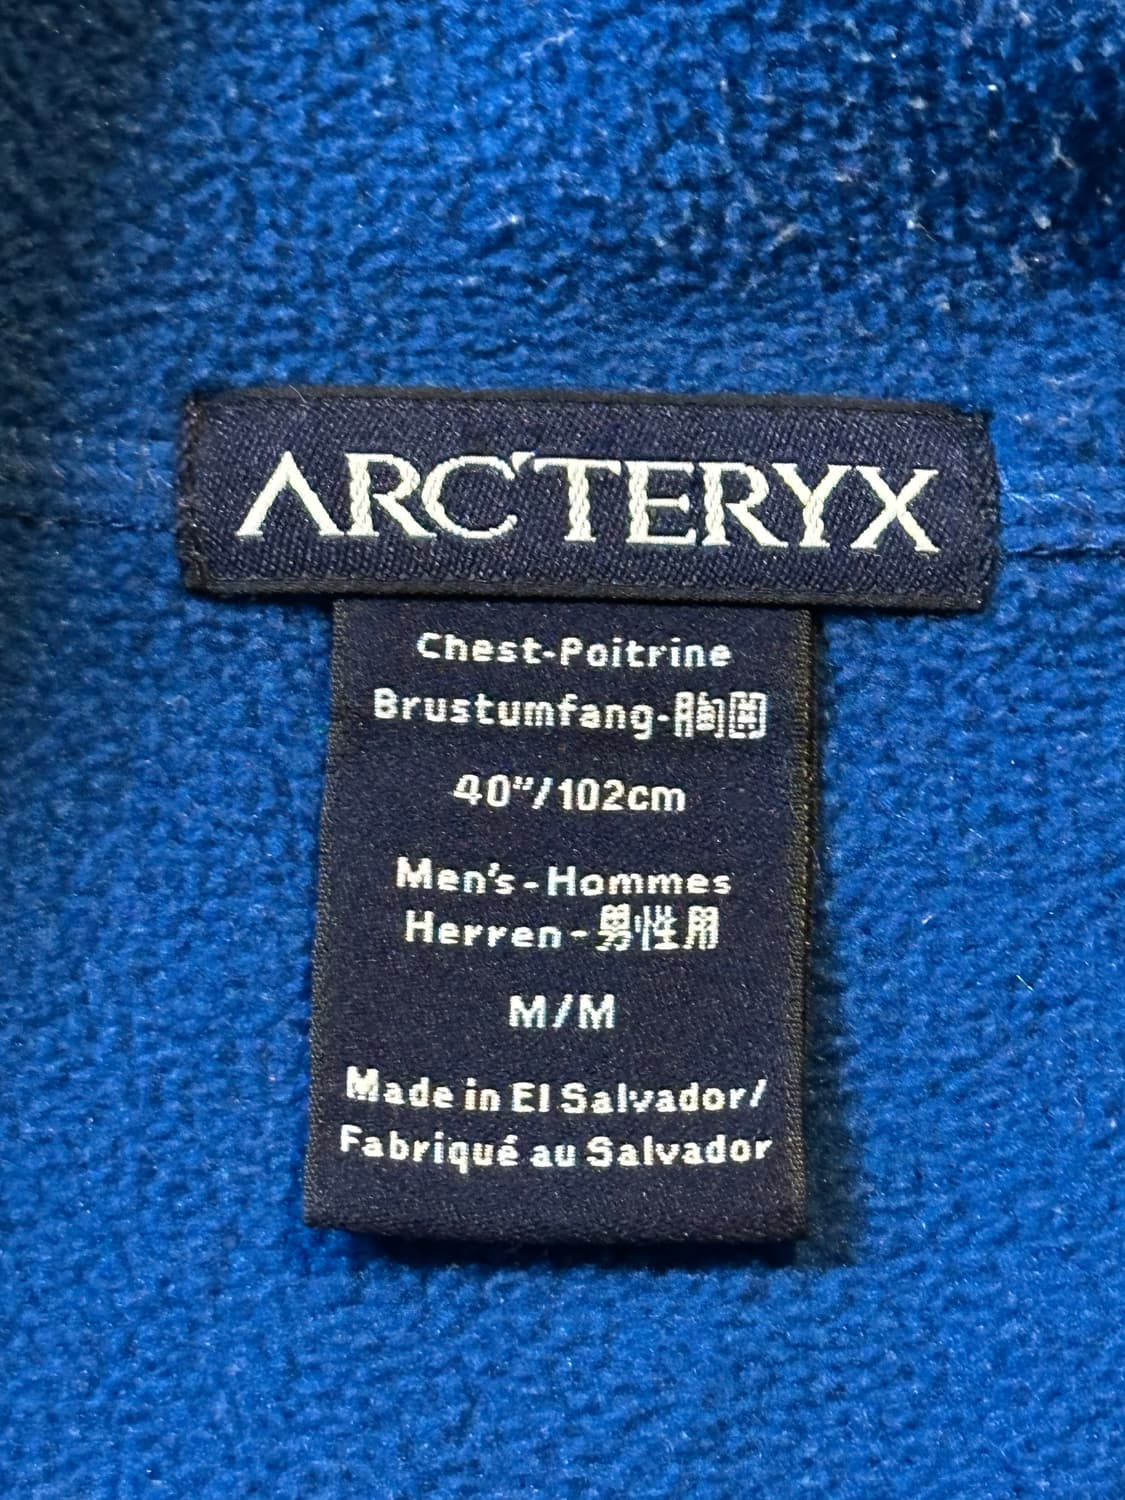 ARC'TERYX
Chest-Poitrine
Brustumfang-胸囲
40"/102cm
Men's-Hommes
Herren-男性用
M/M
Made in El Salvador/
Fabriqué au Salvador